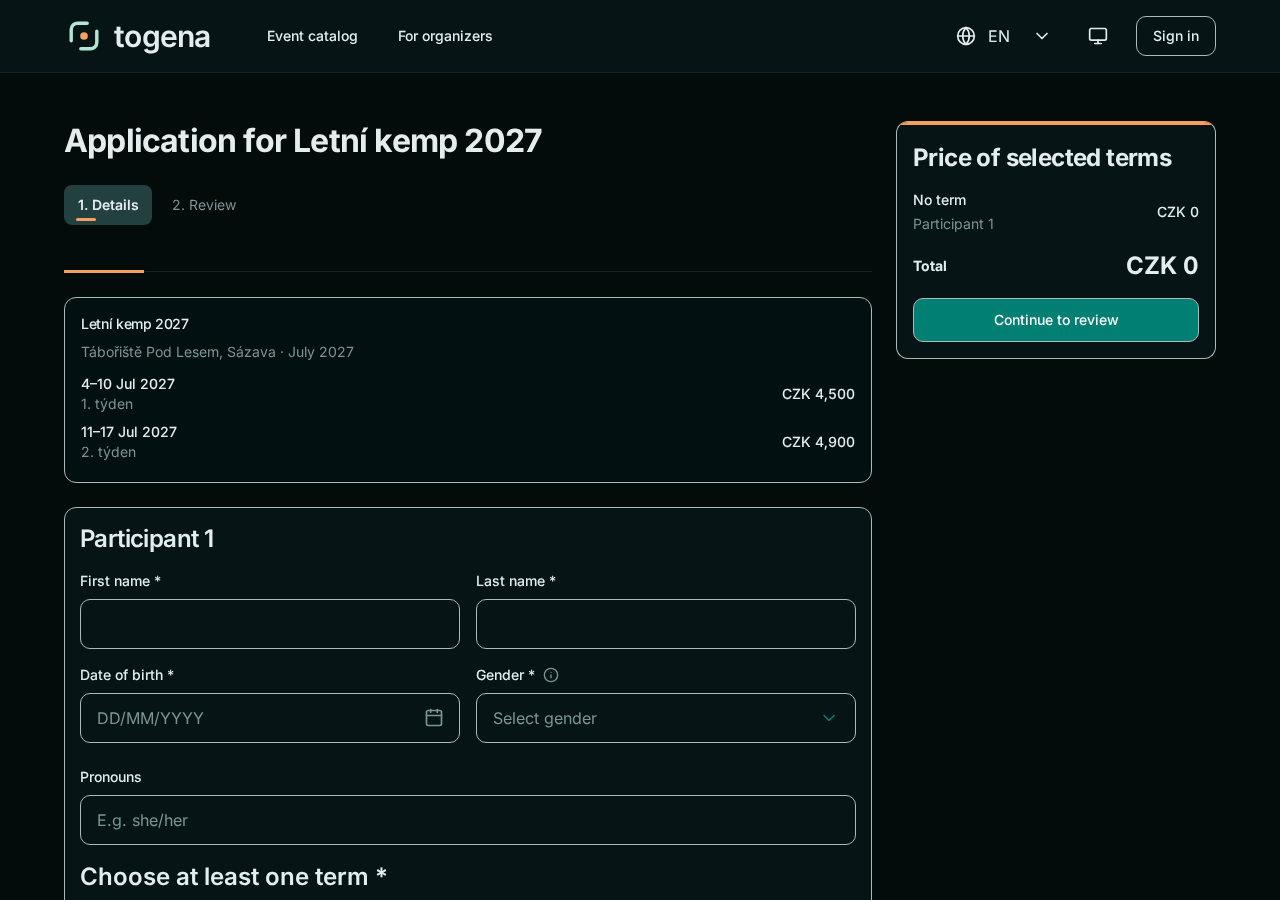 togena
Event catalog
For organizers
EN
Sign in
Application for Letní kemp 2027
1. Details
2. Review
Letní kemp 2027
Tábořiště Pod Lesem, Sázava · July 2027
4–10 Jul 2027
1. týden
CZK 4,500
11–17 Jul 2027
2. týden
CZK 4,900
Participant 1
First name *
Last name *
Date of birth *
Gender *
DD/MM/YYYY
Select gender
Pronouns
E.g. she/her
Choose at least one term *
Price of selected terms
No term
Participant 1
CZK 0
Total
CZK 0
Continue to review